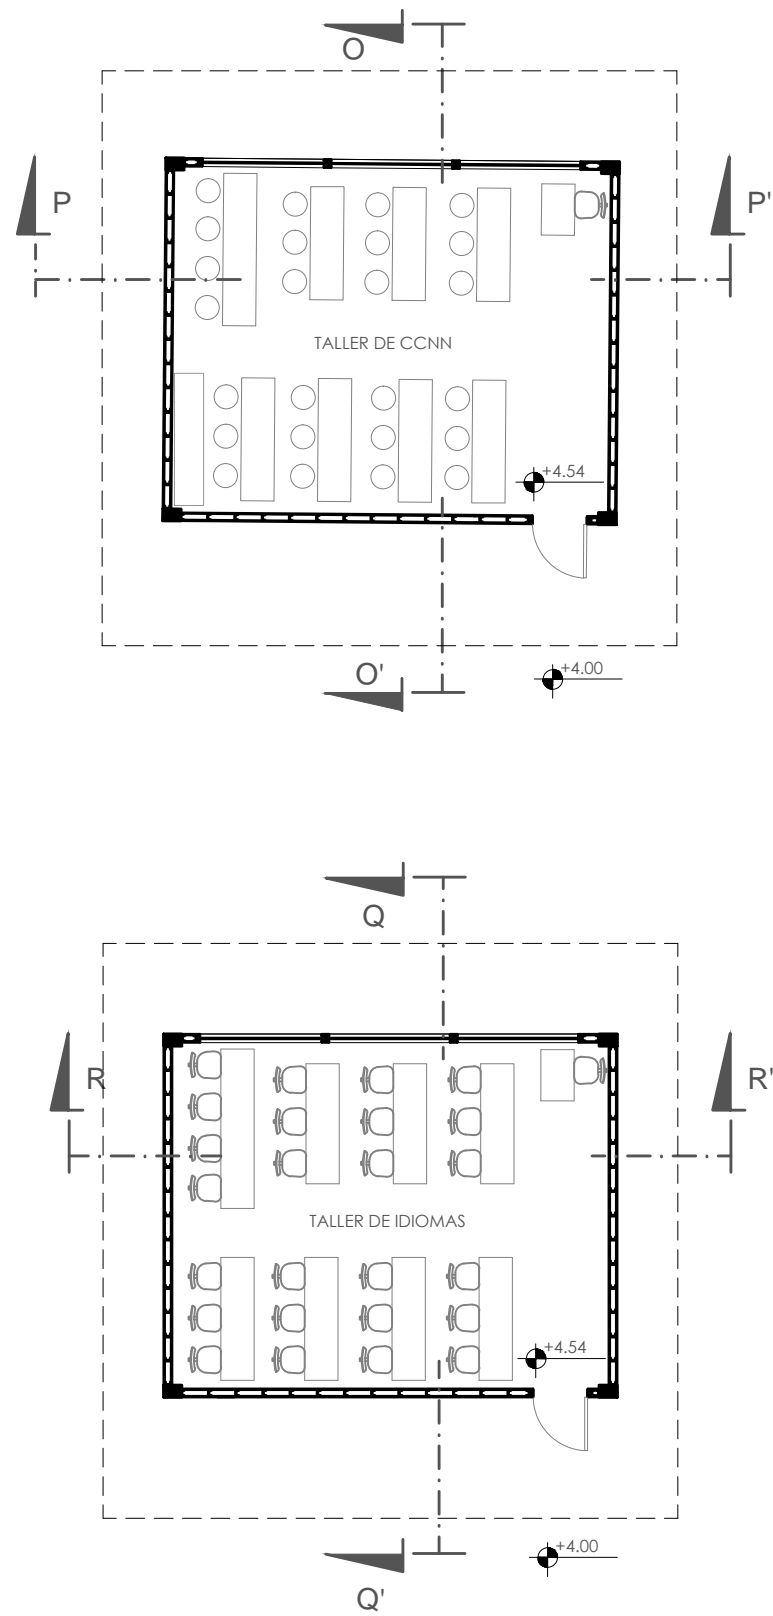 O
P
P'
TALLER DE CCNN
+4.54
O'
+4.00
Q
R
R'
TALLER DE IDIOMAS
+4.54
+4.00
Q'